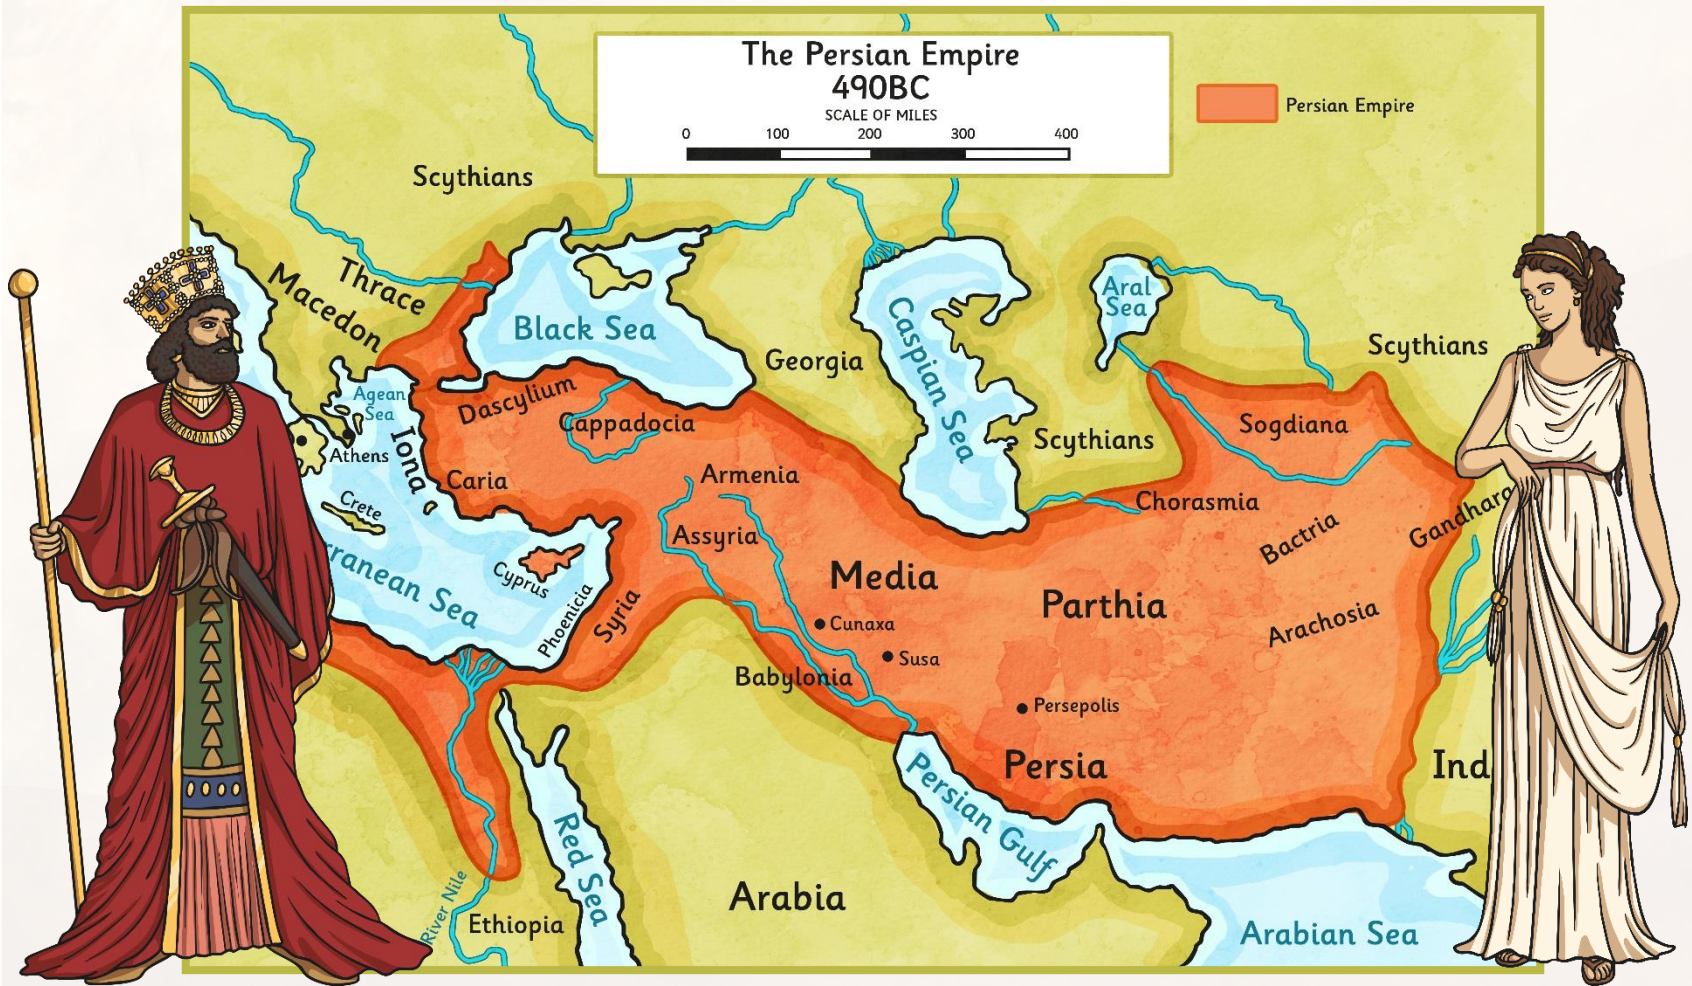 The Persian Empire
490BC
SCALE OF MILES
0 100 200 300 400
Persian Empire
Scythians
Thrace
Macedon
Black Sea
Georgia
Caspian Sea
Aral
Sea
Scythians
Agean
Sea
Dascylium
Cappadocia
Sogdiana
Scythians
Athens
Iona
Caria
Armenia
Chorasmia
Gandhara
Crete
Assyria
Bactria
rranean Sea
Cyprus
Media
Parthia
Phoenicia
Syria
Cunaxa
Arachosia
Susa
Babylonia
Persepolis
Persia
Ind
Persian Gulf
Red Sea
River Nile
Ethiopia
Arabia
Arabian Sea